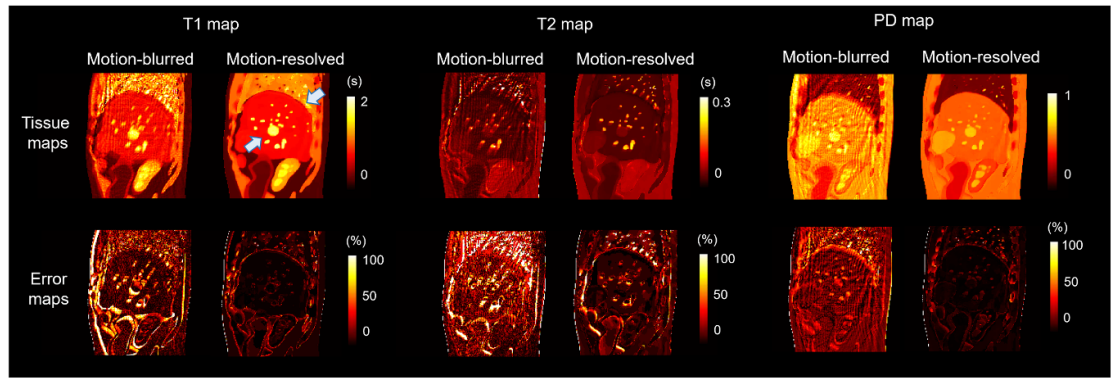 T1 map T2 map PD map
Motion-blurred Motion-resolved Motion-blurred Motion-resolved Motion-blurred Motion-resolved
(s) (s)
2 0.3 1
Tissue maps
0 0 0
(%) (%) (%)
100 100 100
Error maps
50 50 50
0 0 0